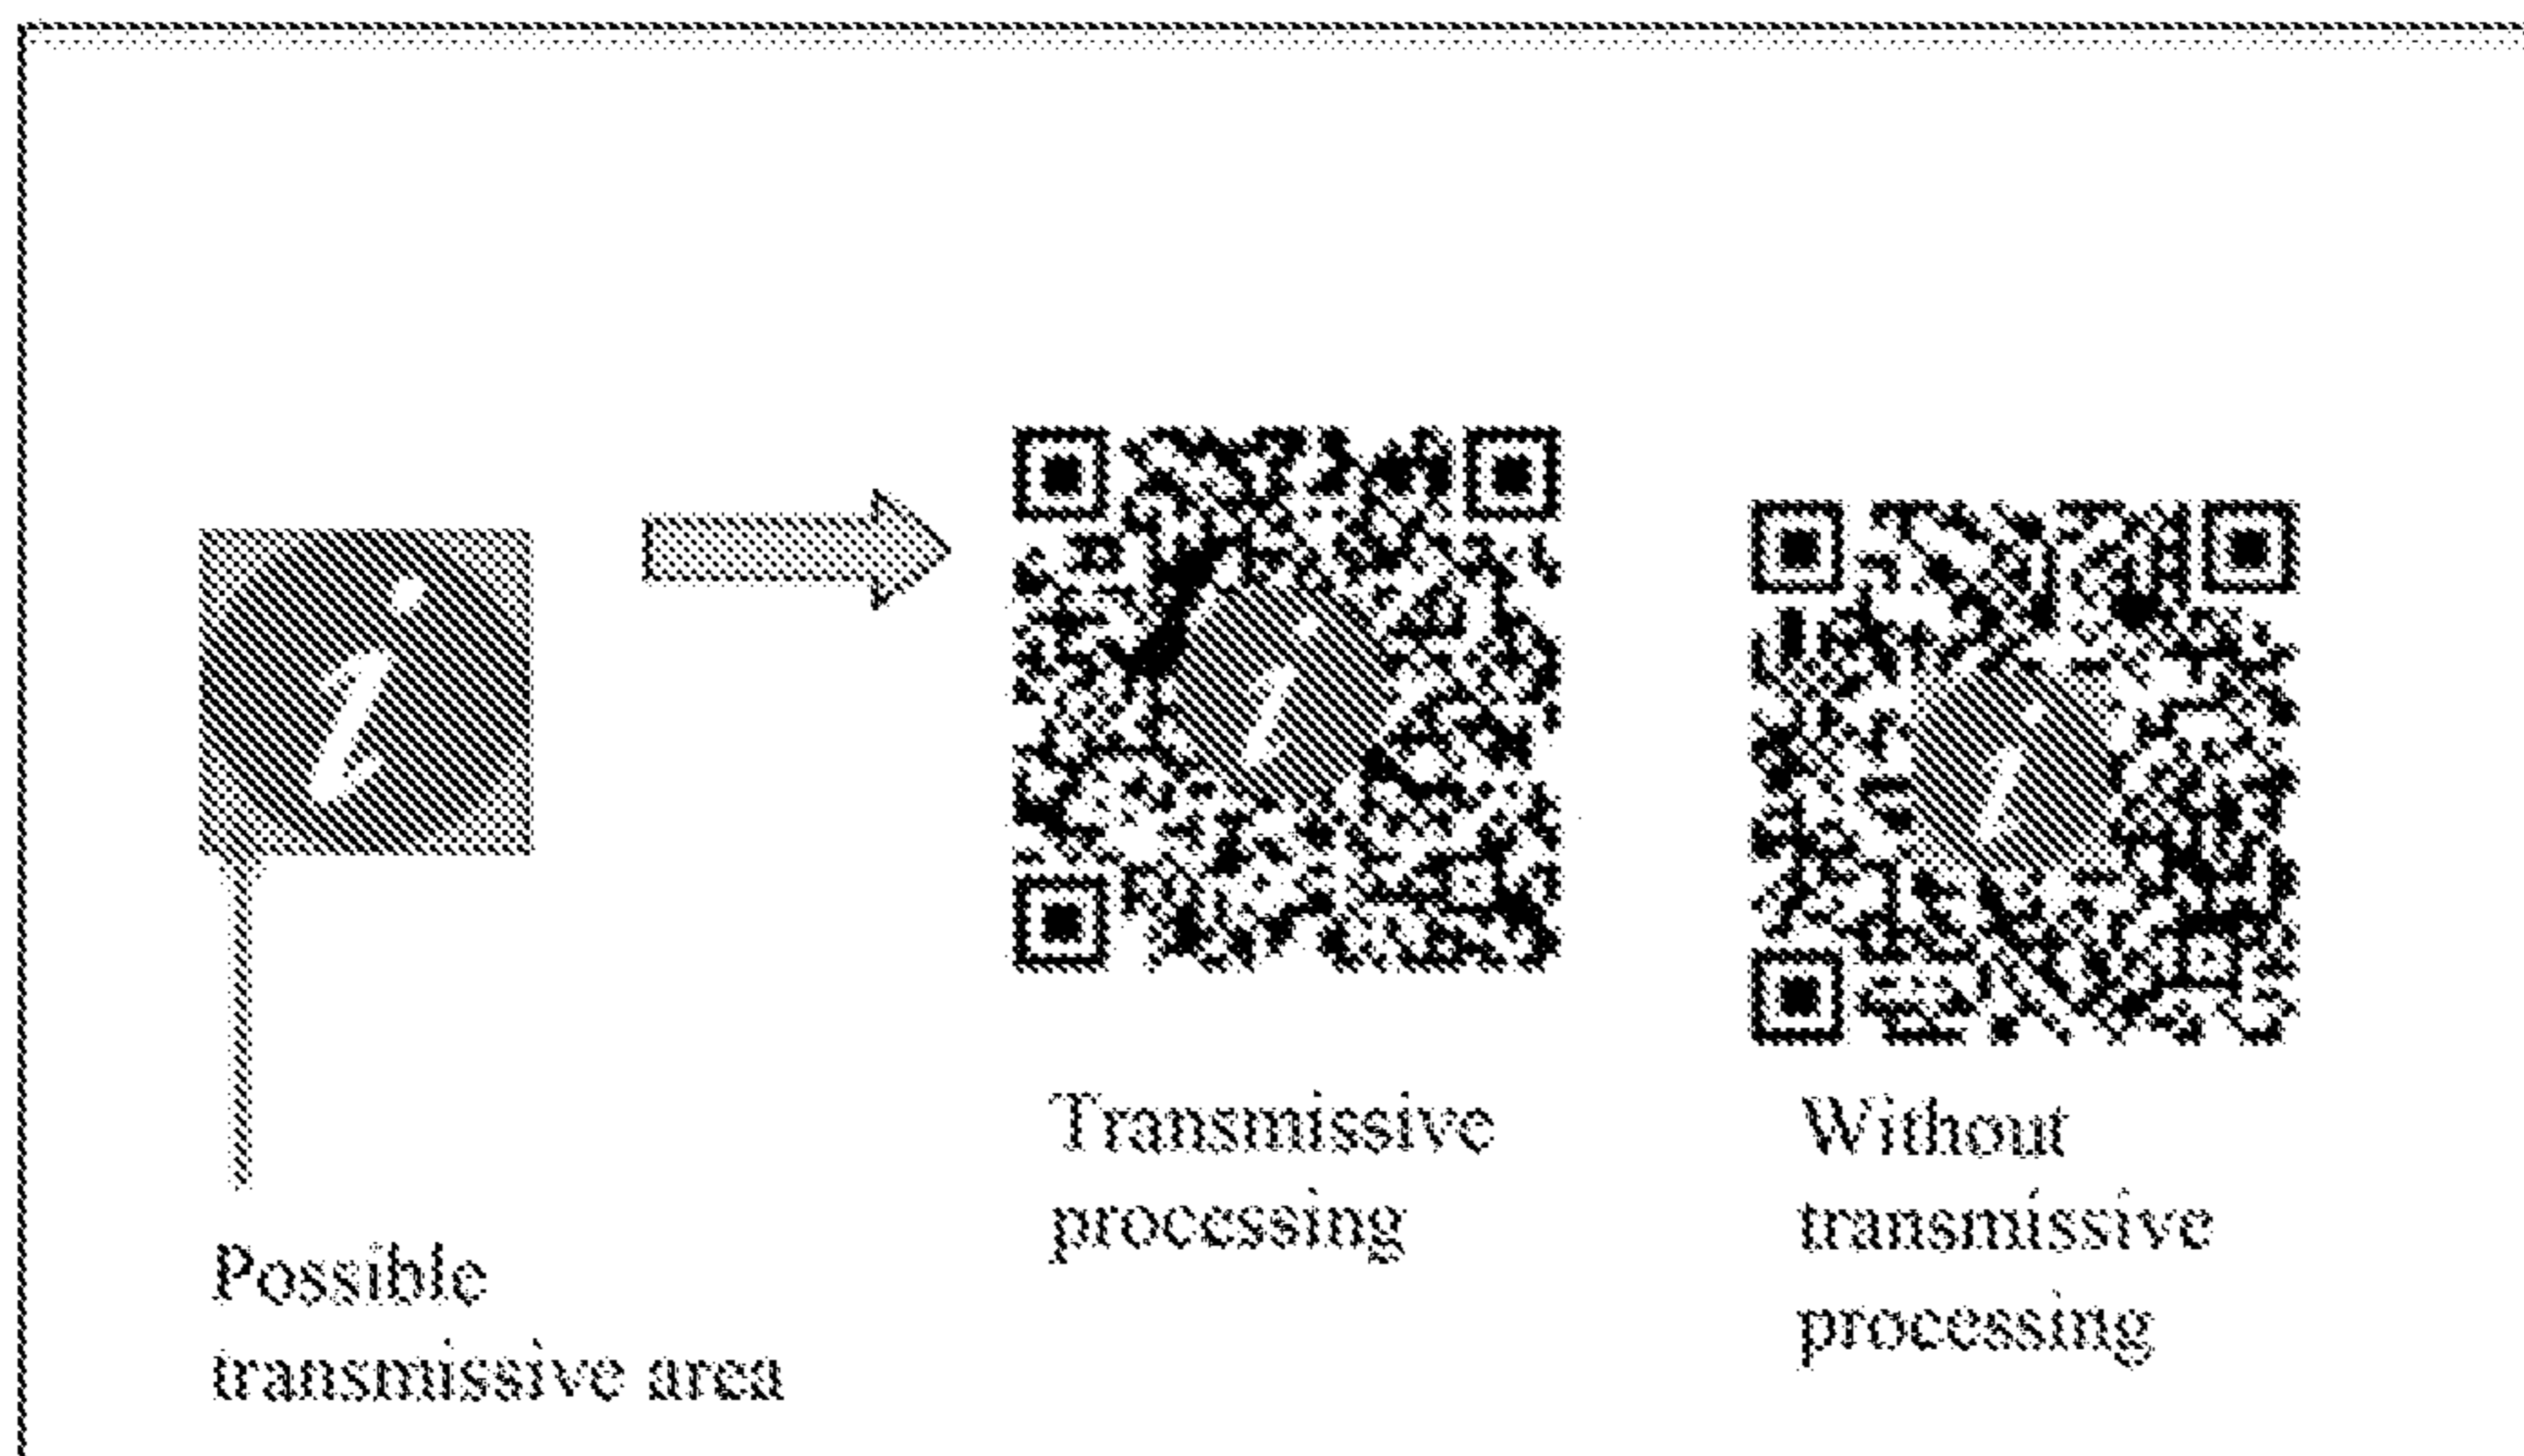 i
i
i
Transmissive
processing
Without
transmissive
processing
Possible
transmissive area